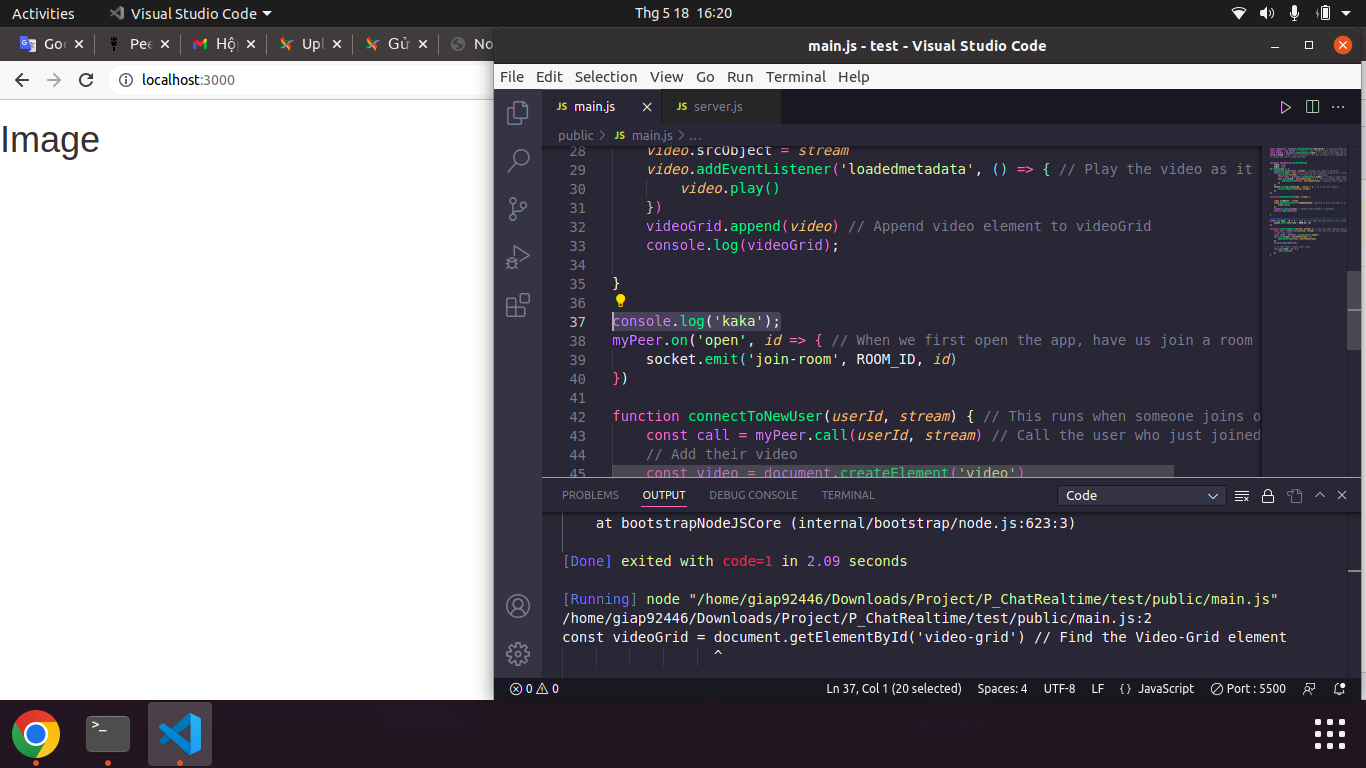 Activities
Visual Studio Code
Thg 5 18 16:20
Goo
Pee
Hộp
Upl
Gử
No
localhost:3000
Image
main.js - test - Visual Studio Code
File Edit Selection View Go Run Terminal Help
JS main.js
JS server.js
public > JS main.js > ...
28 video.srcObject = stream
29 video.addEventListener('loadedmetadata', () => { // Play the video as it
30 video.play()
31 })
32 videoGrid.append(video) // Append video element to videoGrid
33 console.log(videoGrid);
34
35 }
36
37 console.log('kaka');
38 myPeer.on('open', id => { // When we first open the app, have us join a room
39 socket.emit('join-room', ROOM_ID, id)
40 })
41
42 function connectToNewUser(userId, stream) { // This runs when someone joins o
43 const call = myPeer.call(userId, stream) // Call the user who just joined
44 // Add their video
45 const video = document.createElement('video')
PROBLEMS OUTPUT DEBUG CONSOLE TERMINAL
Code
at bootstrapNodeJSCore (internal/bootstrap/node.js:623:3)
[Done] exited with code=1 in 2.09 seconds
[Running] node "/home/giap92446/Downloads/Project/P_ChatRealtime/test/public/main.js"
/home/giap92446/Downloads/Project/P_ChatRealtime/test/public/main.js:2
const videoGrid = document.getElementById('video-grid') // Find the Video-Grid element
^
0 0
Ln 37, Col 1 (20 selected) Spaces: 4 UTF-8 LF {} JavaScript Port : 5500
>_